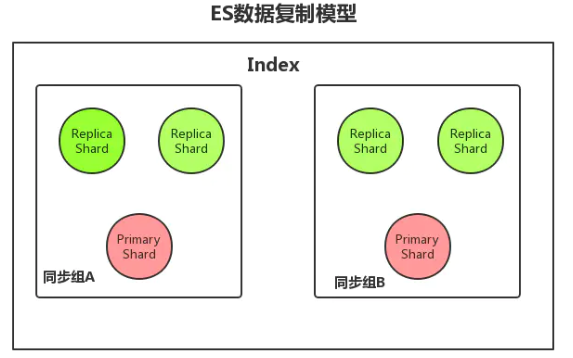 ES数据复制模型
Index
Replica
Shard
Replica
Shard
Primary
Shard
同步组A
Replica
Shard
Replica
Shard
Primary
Shard
同步组B